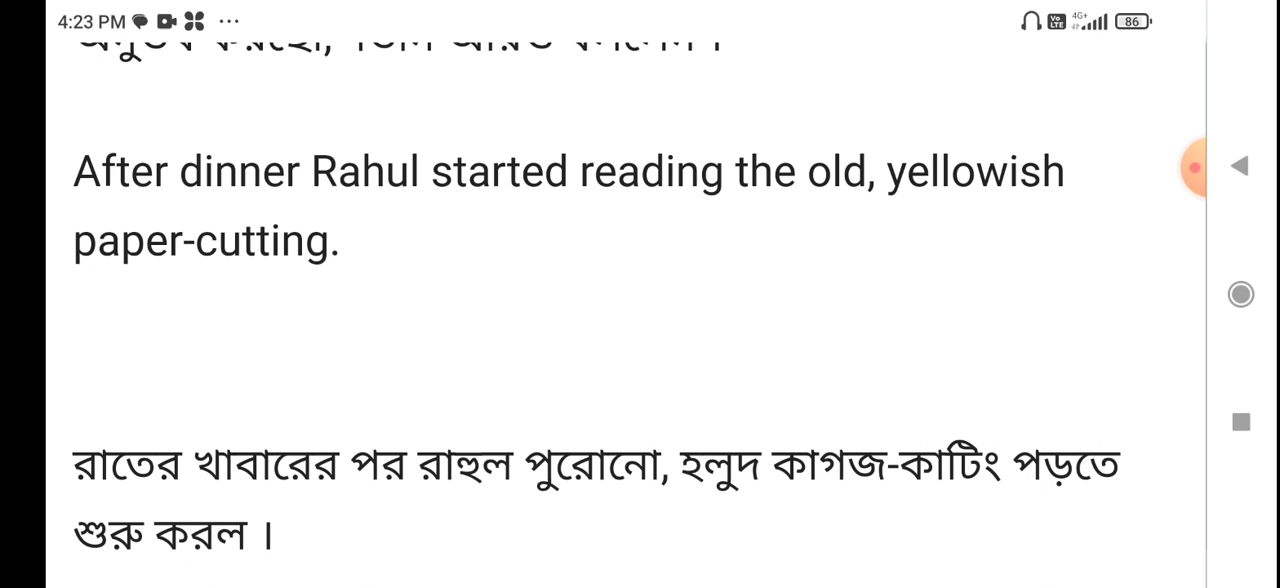 4:23 PM
4G+
86
After dinner Rahul started reading the old, yellowish
paper-cutting.
রাতের খাবারের পর রাহুল পুরোনো, হলুদ কাগজ-কাটিং পড়তে
শুরু করল ।